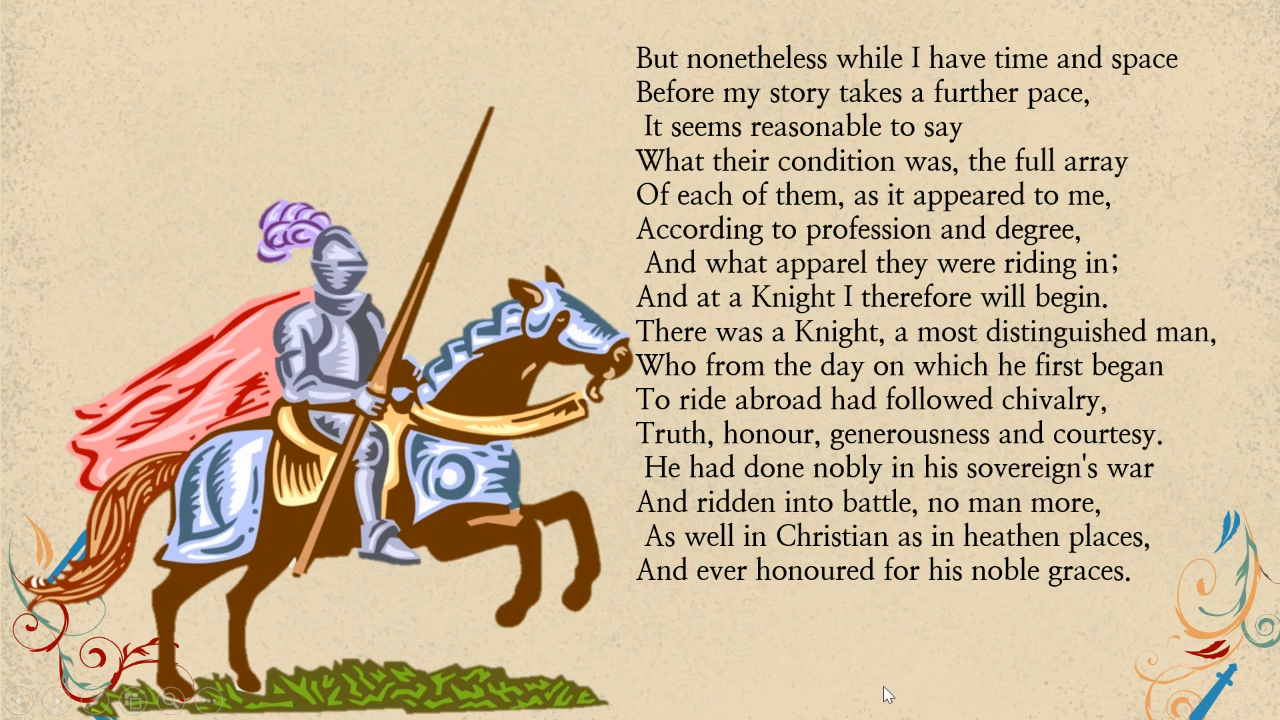 But nonetheless while I have time and space
Before my story takes a further pace,
It seems reasonable to say
What their condition was, the full array
Of each of them, as it appeared to me,
According to profession and degree,
And what apparel they were riding in;
And at a Knight I therefore will begin.
There was a Knight, a most distinguished man,
Who from the day on which he first began
To ride abroad had followed chivalry,
Truth, honour, generousness and courtesy.
He had done nobly in his sovereign's war
And ridden into battle, no man more,
As well in Christian as in heathen places,
And ever honoured for his noble graces.